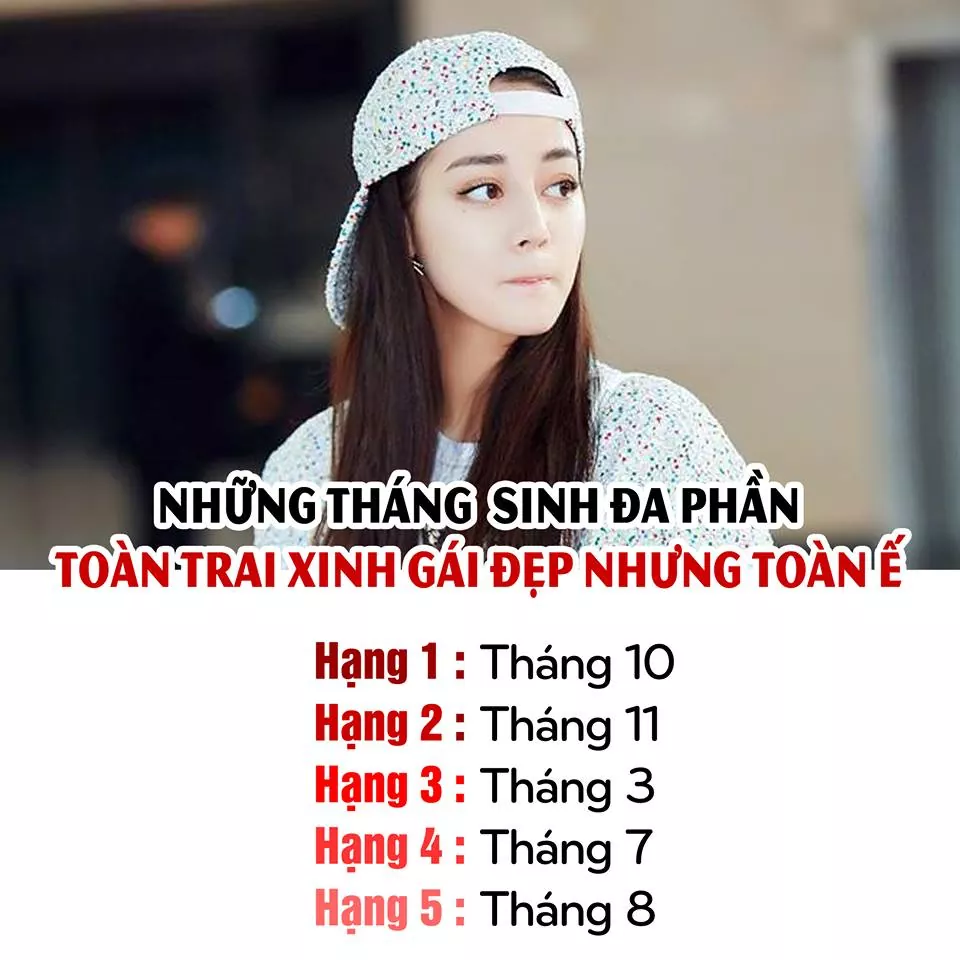 NHỮNG THÁNG SINH ĐA PHẦN
TOÀN TRAI XINH GÁI ĐẸP NHƯNG TOÀN Ế
Hạng 1 : Tháng 10
Hạng 2 : Tháng 11
Hạng 3 : Tháng 3
Hạng 4 : Tháng 7
Hạng 5 : Tháng 8